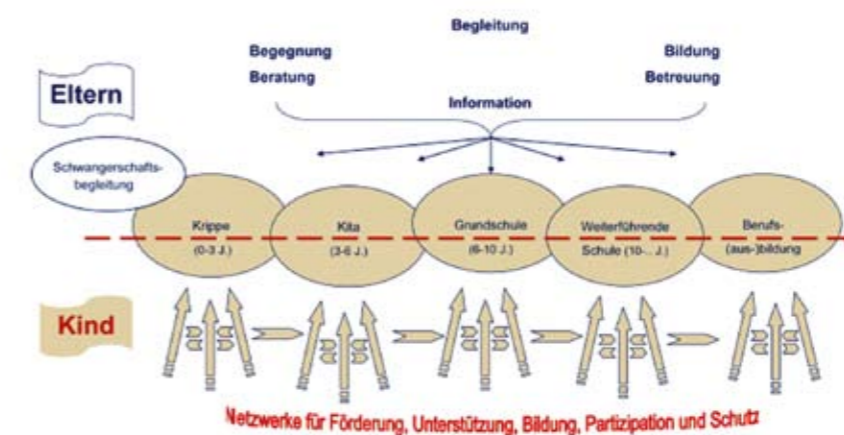 Begleitung
Begegnung
Bildung
Beratung
Betreuung
Eltern
Information
Schwangerschafts-
begleitung
Krippe
(0-3 J.)
Kita
(3-6 J.)
Grundschule
(6-10 J.)
Weiterführende
Schule (10-... J.)
Berufs-
(aus-)bildung
Kind
Netzwerke für Förderung, Unterstützung, Bildung, Partizipation und Schutz